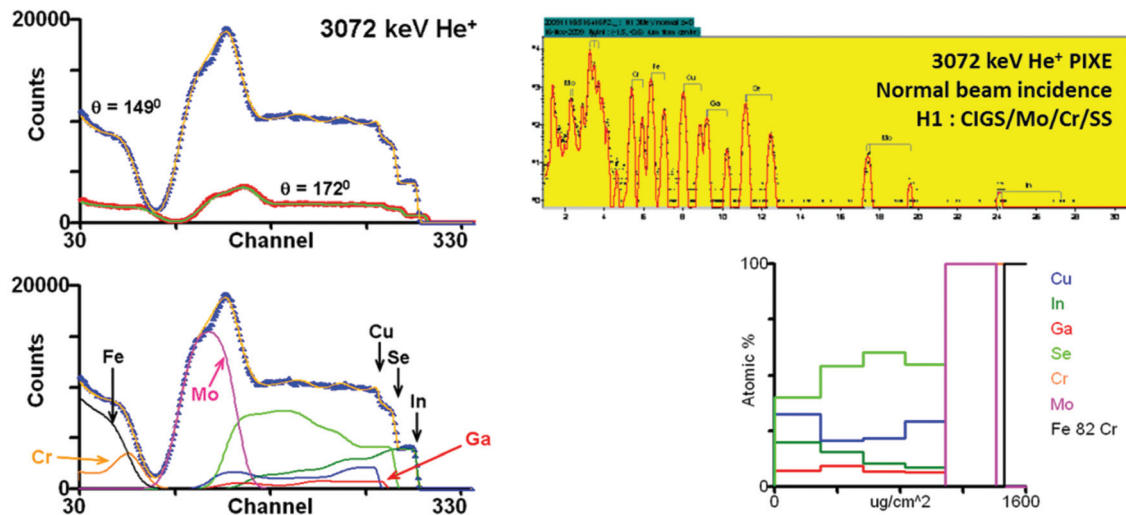 20000
3072 keV He+
θ = 149⁰
θ = 172⁰
Counts
0
30
Channel
330
3072 keV He+ PIXE
Normal beam incidence
H1 : CIGS/Mo/Cr/SS
Mo
Cr
Fe
Cu
Ga
Mo
In
2 4 6 8 10 12 14 16 18 20 22 24 26 28 30
20000
Counts
Fe
Mo
Cu
Se
In
Cr
Ga
0
30
Channel
330
100
Atomic %
0
0
ug/cm^2
1600
Cu
In
Ga
Se
Cr
Mo
Fe 82 Cr